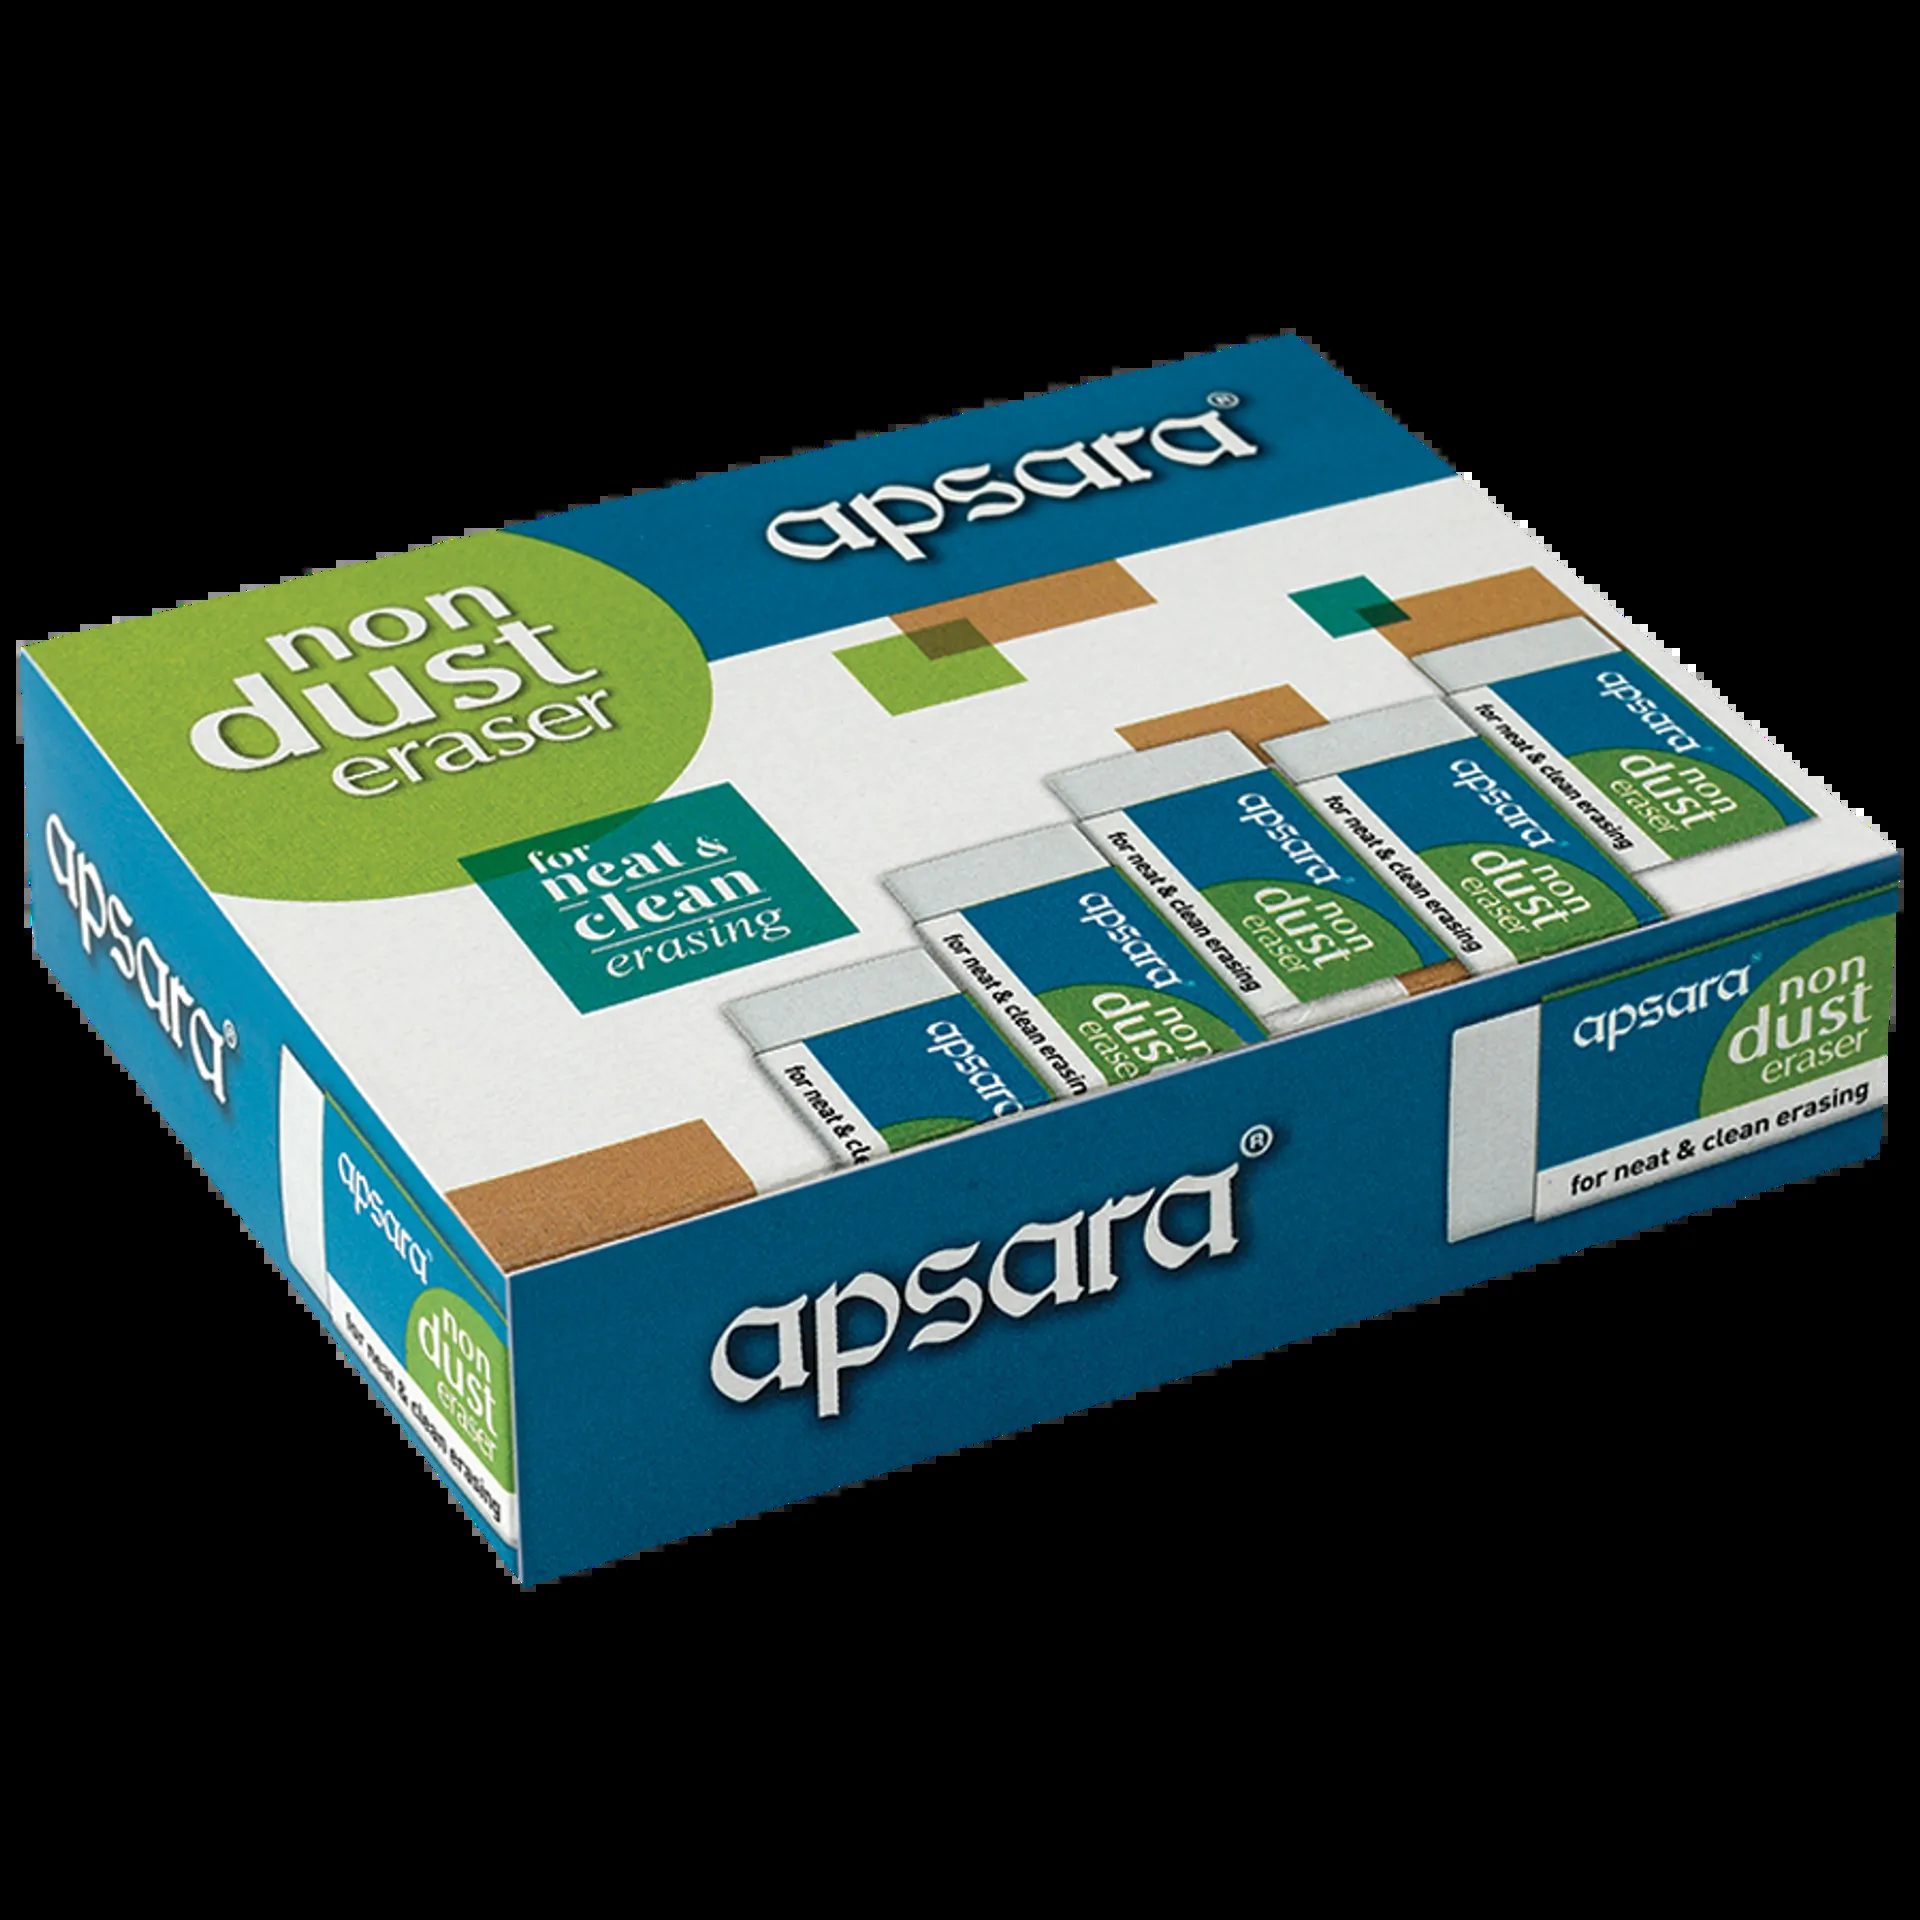 apsara®
non
dust
eraser
for
neat &
clean
erasing
apsara
non
dust
eraser
for neat & clean erasing
apsara
non
dust
eraser
for neat & clean erasing
apsara
non
dust
eraser
for neat & clean erasing
apsara
non
dust
eraser
for neat & clean erasin
apsara
for neat & cle
apsara®
apsara
non
dust
eraser
for neat & clean erasing
apsara®
apsara
non
dust
eraser
for neat & clean erasing